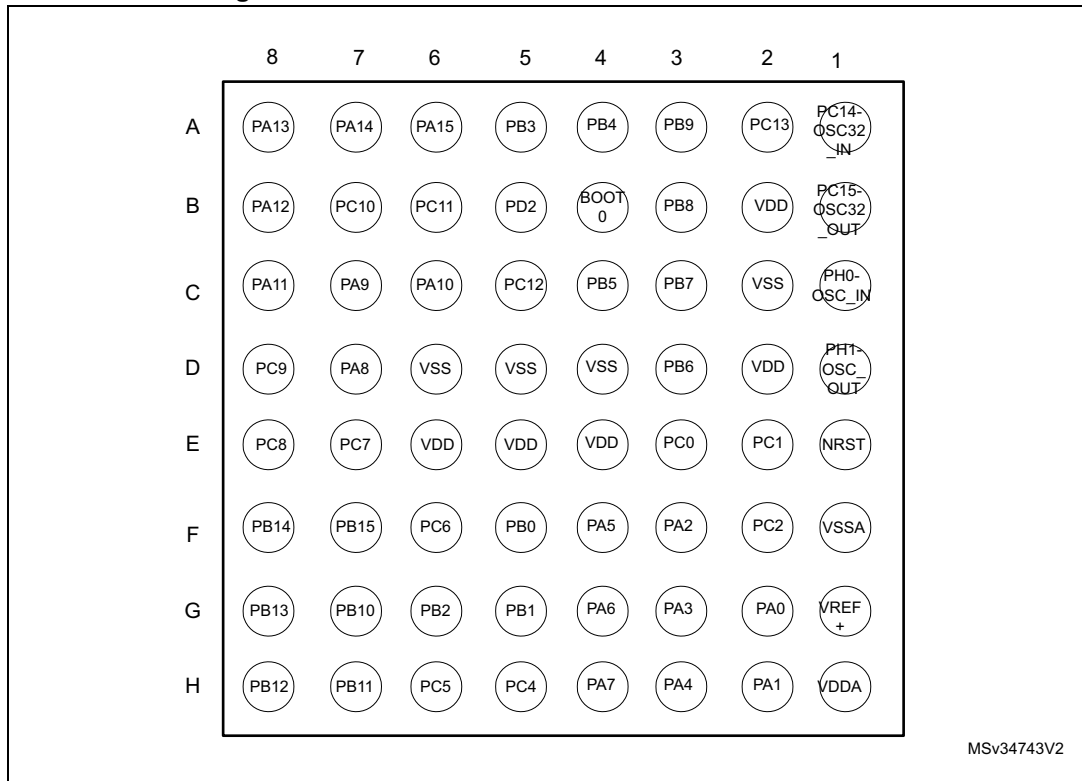 8 7 6 5 4 3 2 1
A PA13 PA14 PA15 PB3 PB4 PB9 PC13 PC14-OSC32_IN
B PA12 PC10 PC11 PD2 BOOT0 PB8 VDD PC15-OSC32_OUT
C PA11 PA9 PA10 PC12 PB5 PB7 VSS PH0-OSC_IN
D PC9 PA8 VSS VSS VSS PB6 VDD PH1-OSC_OUT
E PC8 PC7 VDD VDD VDD PC0 PC1 NRST
F PB14 PB15 PC6 PB0 PA5 PA2 PC2 VSSA
G PB13 PB10 PB2 PB1 PA6 PA3 PA0 VREF+
H PB12 PB11 PC5 PC4 PA7 PA4 PA1 VDDA
MSv34743V2